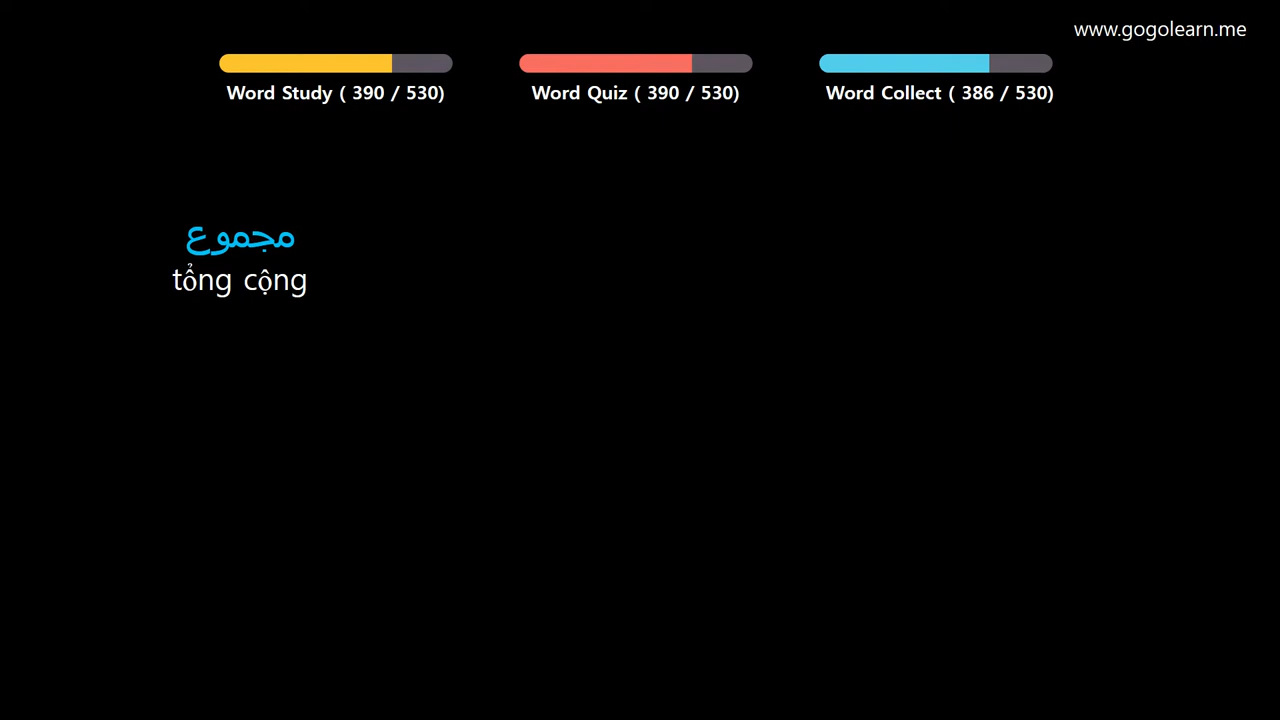 www.gogolearn.me
Word Study ( 390 / 530)
Word Quiz ( 390 / 530)
Word Collect ( 386 / 530)
مجموع
tổng cộng